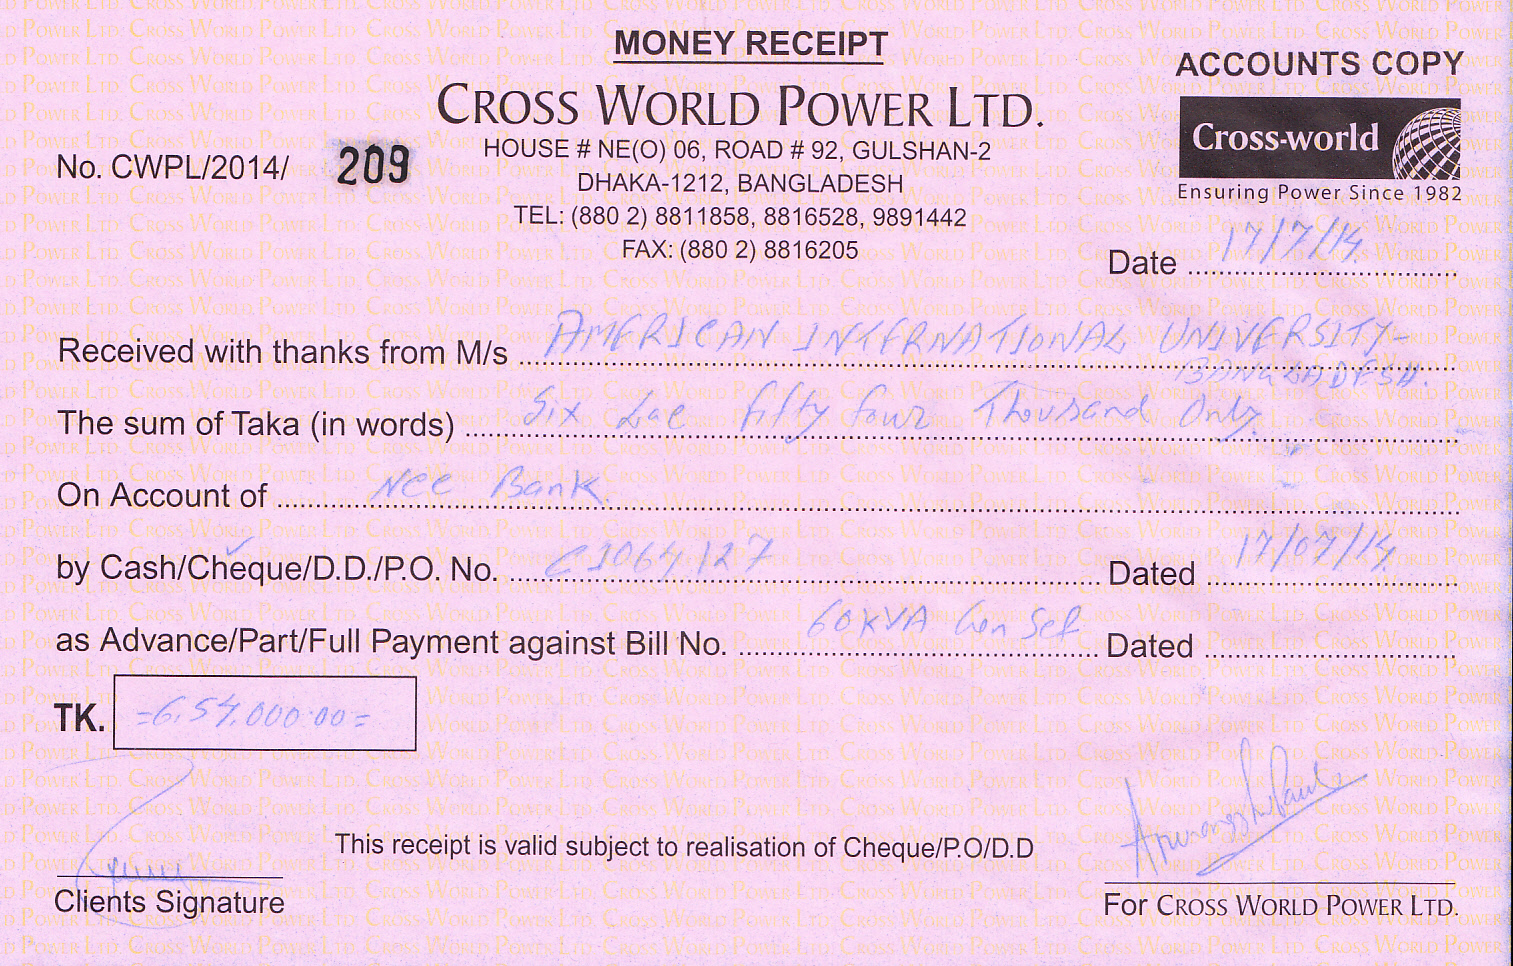 MONEY RECEIPT
ACCOUNTS COPY
CROSS WORLD POWER LTD.
Cross-world
Ensuring Power Since 1982
HOUSE # NE(O) 06, ROAD # 92, GULSHAN-2
No. CWPL/2014/ 209
DHAKA-1212, BANGLADESH
TEL: (880 2) 8811858, 8816528, 9891442
FAX: (880 2) 8816205
Date 17/7/14
Received with thanks from M/s AMERICAN INTERNATIONAL UNIVERSITY-
BANGLADESH.
The sum of Taka (in words) Six Lac fifty four Thousand Only.
On Account of Ncc Bank.
by Cash/Cheque/D.D./P.O. No. CJ064127 Dated 17/07/14
as Advance/Part/Full Payment against Bill No. 60KVA Gen Set Dated
TK. =6,54,000.00=
This receipt is valid subject to realisation of Cheque/P.O/D.D
Clients Signature
For CROSS WORLD POWER LTD.